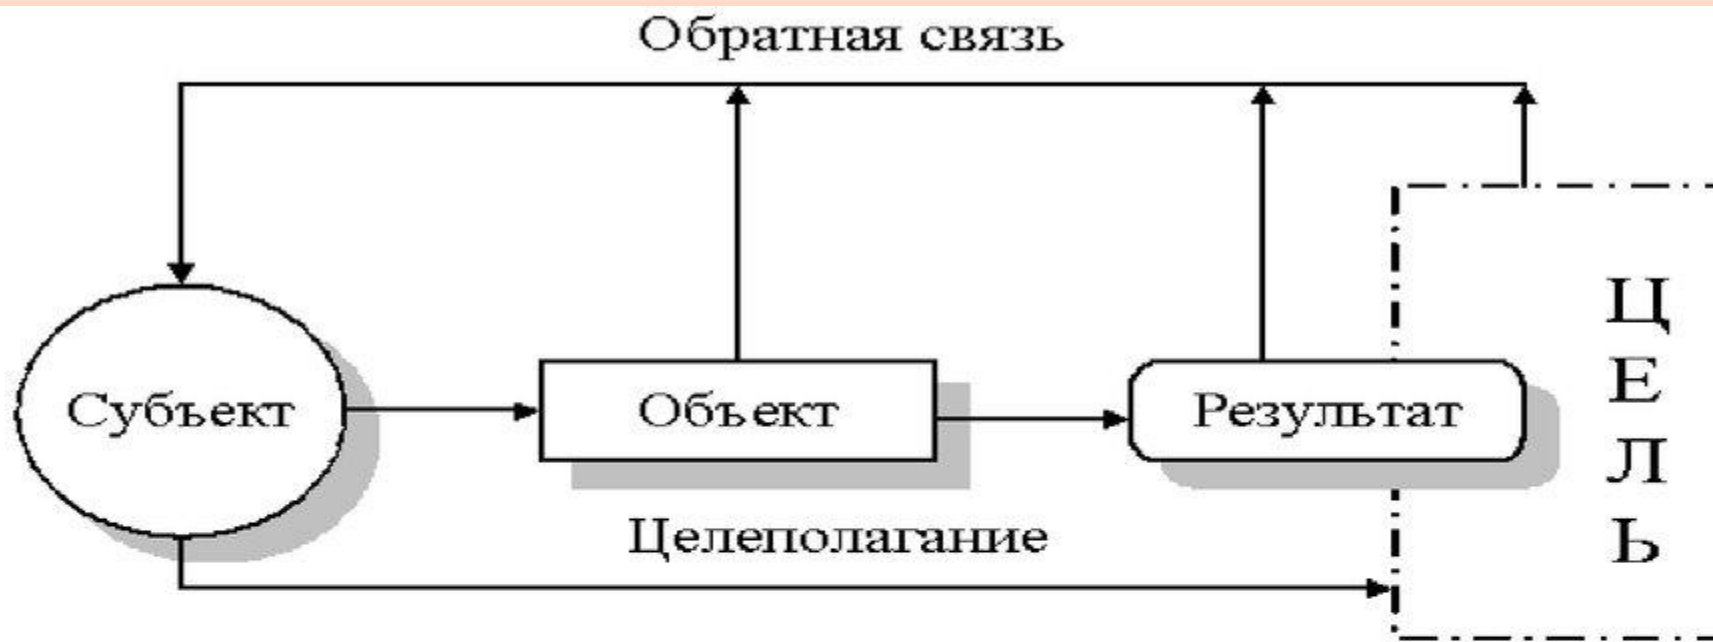 Обратная связь
Субъект
Объект
Результат
Целеполагание
Ц
Е
Л
Ь